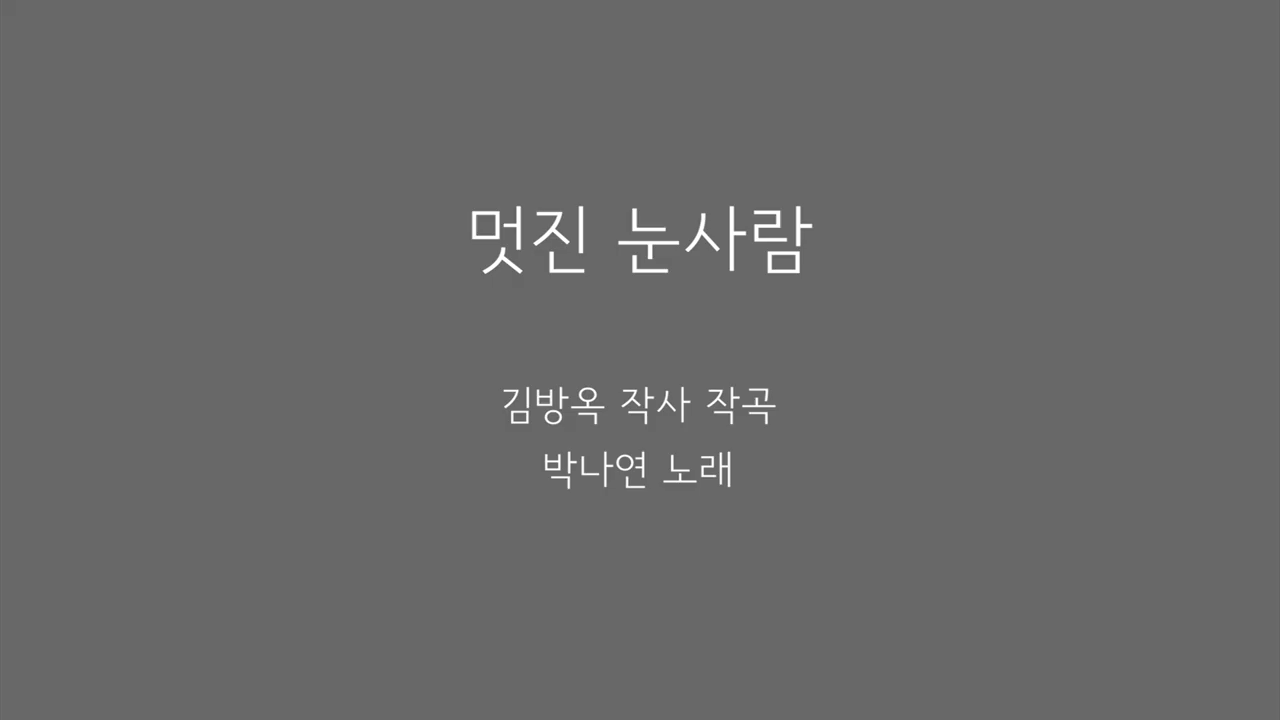 멋진 눈사람
김방옥 작사 작곡
박나연 노래